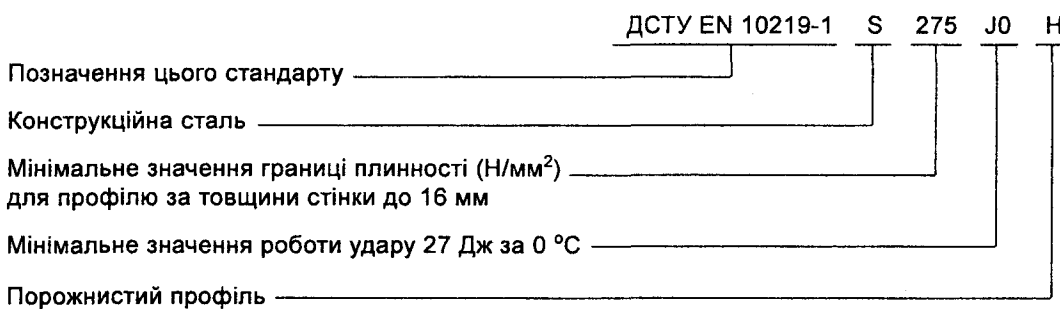 ДСТУ EN 10219-1 S 275 J0 H
Позначення цього стандарту
Конструкційна сталь
Мінімальне значення границі плинності (Н/мм²)
для профілю за товщини стінки до 16 мм
Мінімальне значення роботи удару 27 Дж за 0 ºС
Порожнистий профіль